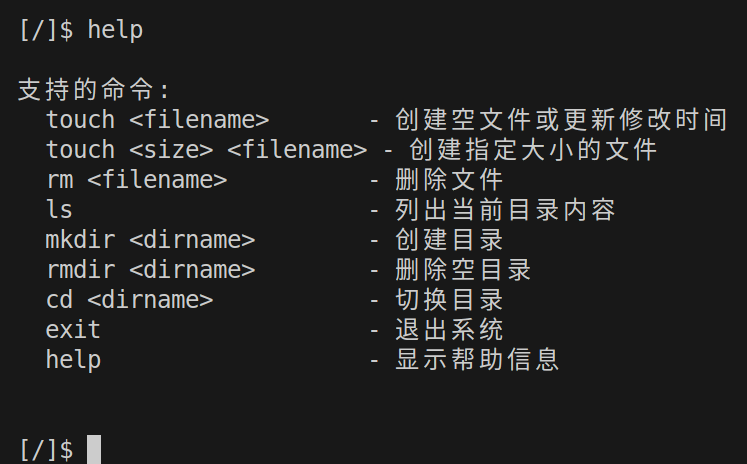 [/]$ help
支持的命令:
touch <filename> - 创建空文件或更新修改时间
touch <size> <filename> - 创建指定大小的文件
rm <filename> - 删除文件
ls - 列出当前目录内容
mkdir <dirname> - 创建目录
rmdir <dirname> - 删除空目录
cd <dirname> - 切换目录
exit - 退出系统
help - 显示帮助信息
[/]$